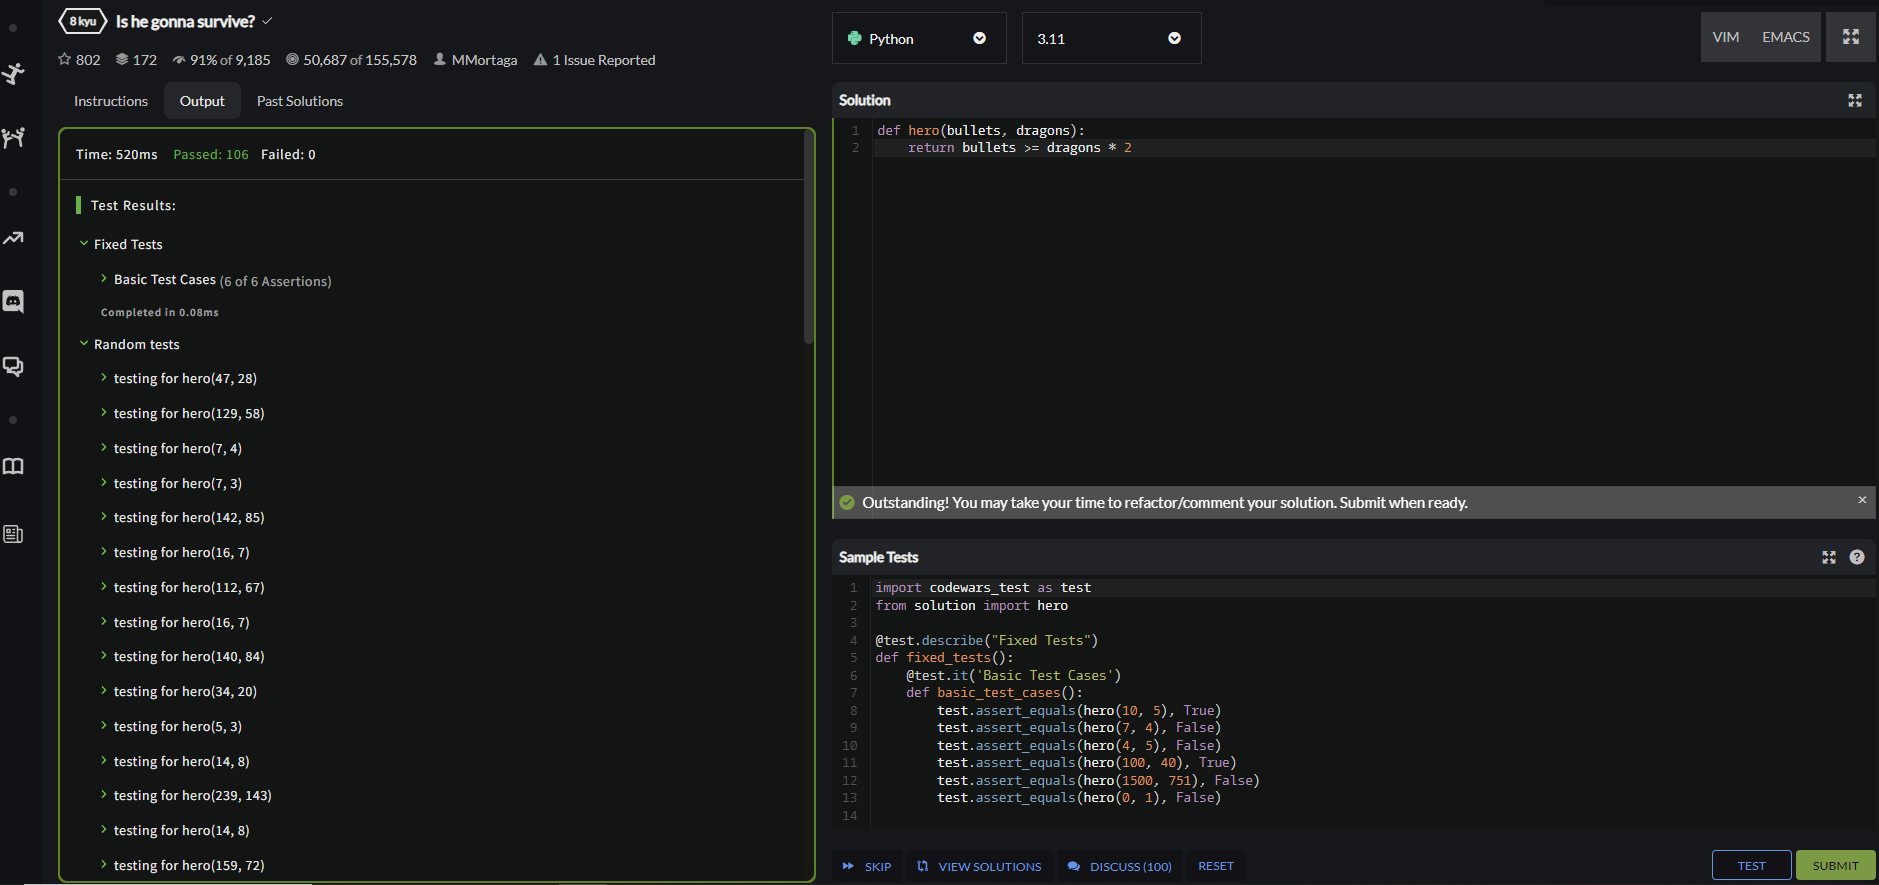 8 kyu Is he gonna survive?
802 172 91% of 9,185 50,687 of 155,578 MMortaga 1 Issue Reported
Instructions Output Past Solutions
Time: 520ms Passed: 106 Failed: 0
Test Results:
Fixed Tests
Basic Test Cases (6 of 6 Assertions)
Completed in 0.08ms
Random tests
testing for hero(47, 28)
testing for hero(129, 58)
testing for hero(7, 4)
testing for hero(7, 3)
testing for hero(142, 85)
testing for hero(16, 7)
testing for hero(112, 67)
testing for hero(16, 7)
testing for hero(140, 84)
testing for hero(34, 20)
testing for hero(5, 3)
testing for hero(14, 8)
testing for hero(239, 143)
testing for hero(14, 8)
testing for hero(159, 72)
Python 3.11 VIM EMACS
Solution
1 def hero(bullets, dragons):
2     return bullets >= dragons * 2
Outstanding! You may take your time to refactor/comment your solution. Submit when ready.
Sample Tests
1 import codewars_test as test
2 from solution import hero
3
4 @test.describe("Fixed Tests")
5 def fixed_tests():
6     @test.it('Basic Test Cases')
7     def basic_test_cases():
8         test.assert_equals(hero(10, 5), True)
9         test.assert_equals(hero(7, 4), False)
10         test.assert_equals(hero(4, 5), False)
11         test.assert_equals(hero(100, 40), True)
12         test.assert_equals(hero(1500, 751), False)
13         test.assert_equals(hero(0, 1), False)
14
SKIP VIEW SOLUTIONS DISCUSS (100) RESET TEST SUBMIT